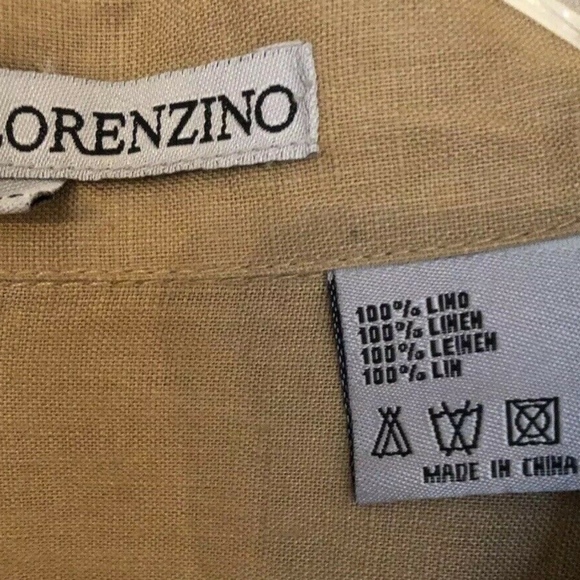 LORENZINO
100% LINO
100% LINEN
100% LEINEN
100% LIN
MADE IN CHINA